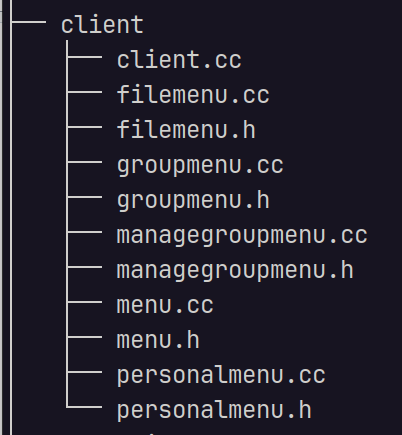 client
client.cc
filemenu.cc
filemenu.h
groupmenu.cc
groupmenu.h
managegroupmenu.cc
managegroupmenu.h
menu.cc
menu.h
personalmenu.cc
personalmenu.h